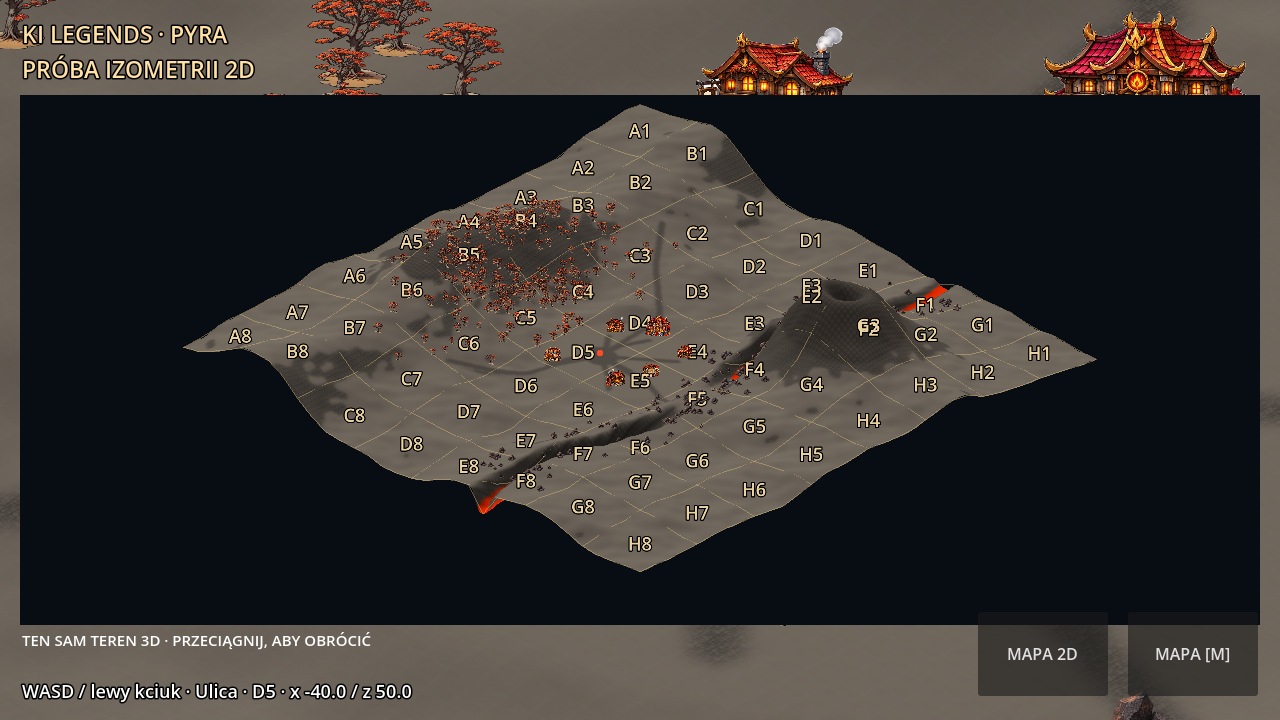 KI LEGENDS · PYRA
PRÓBA IZOMETRII 2D
A1
B1
A2
B2
A3
B3
C1
A4
B4
C2
D1
A5
B5
C3
D2
E1
A6
B6
C4
D3
E3
E2
F1
A7
B7
C5
D4
E3
G3
F2
G2
G1
A8
B8
C6
D5
E4
F4
H1
C7
D6
E5
G4
H3
H2
C8
D7
E6
F5
G5
H4
D8
E7
F7
F6
G6
H5
E8
F8
G7
H6
G8
H7
H8
TEN SAM TEREN 3D · PRZECIĄGNIJ, ABY OBRÓCIĆ
MAPA 2D
MAPA [M]
WASD / lewy kciuk · Ulica · D5 · x -40.0 / z 50.0